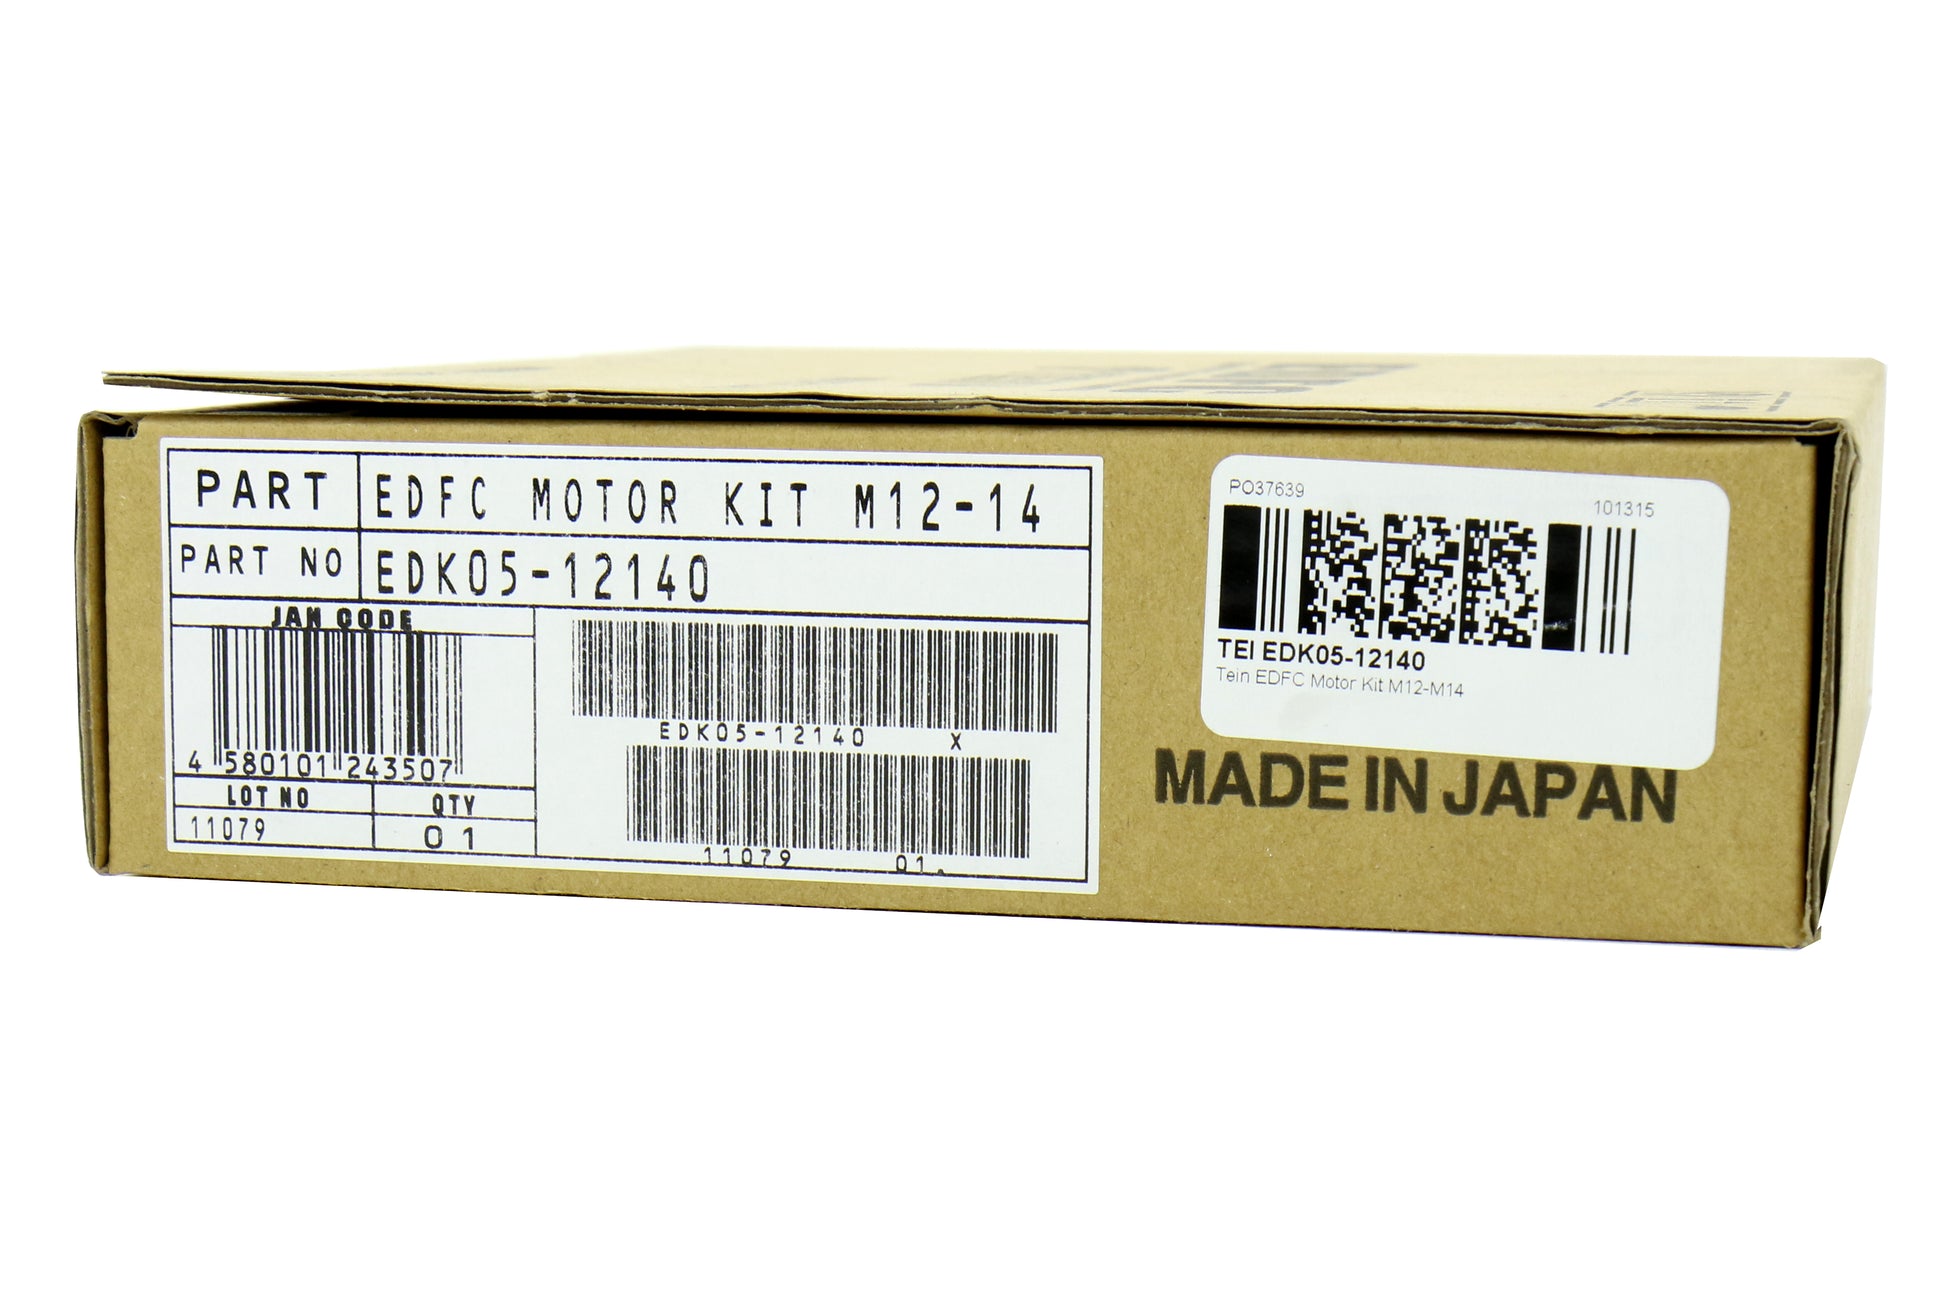 PART EDFC MOTOR KIT M12-14
PART NO EDK05-12140
JAN CODE
4 580101 243507
LOT NO QTY
11079 01
EDK05-12140 X
11079 01.
PO37639
101315
TEI EDK05-12140
Tein EDFC Motor Kit M12-M14
MADE IN JAPAN